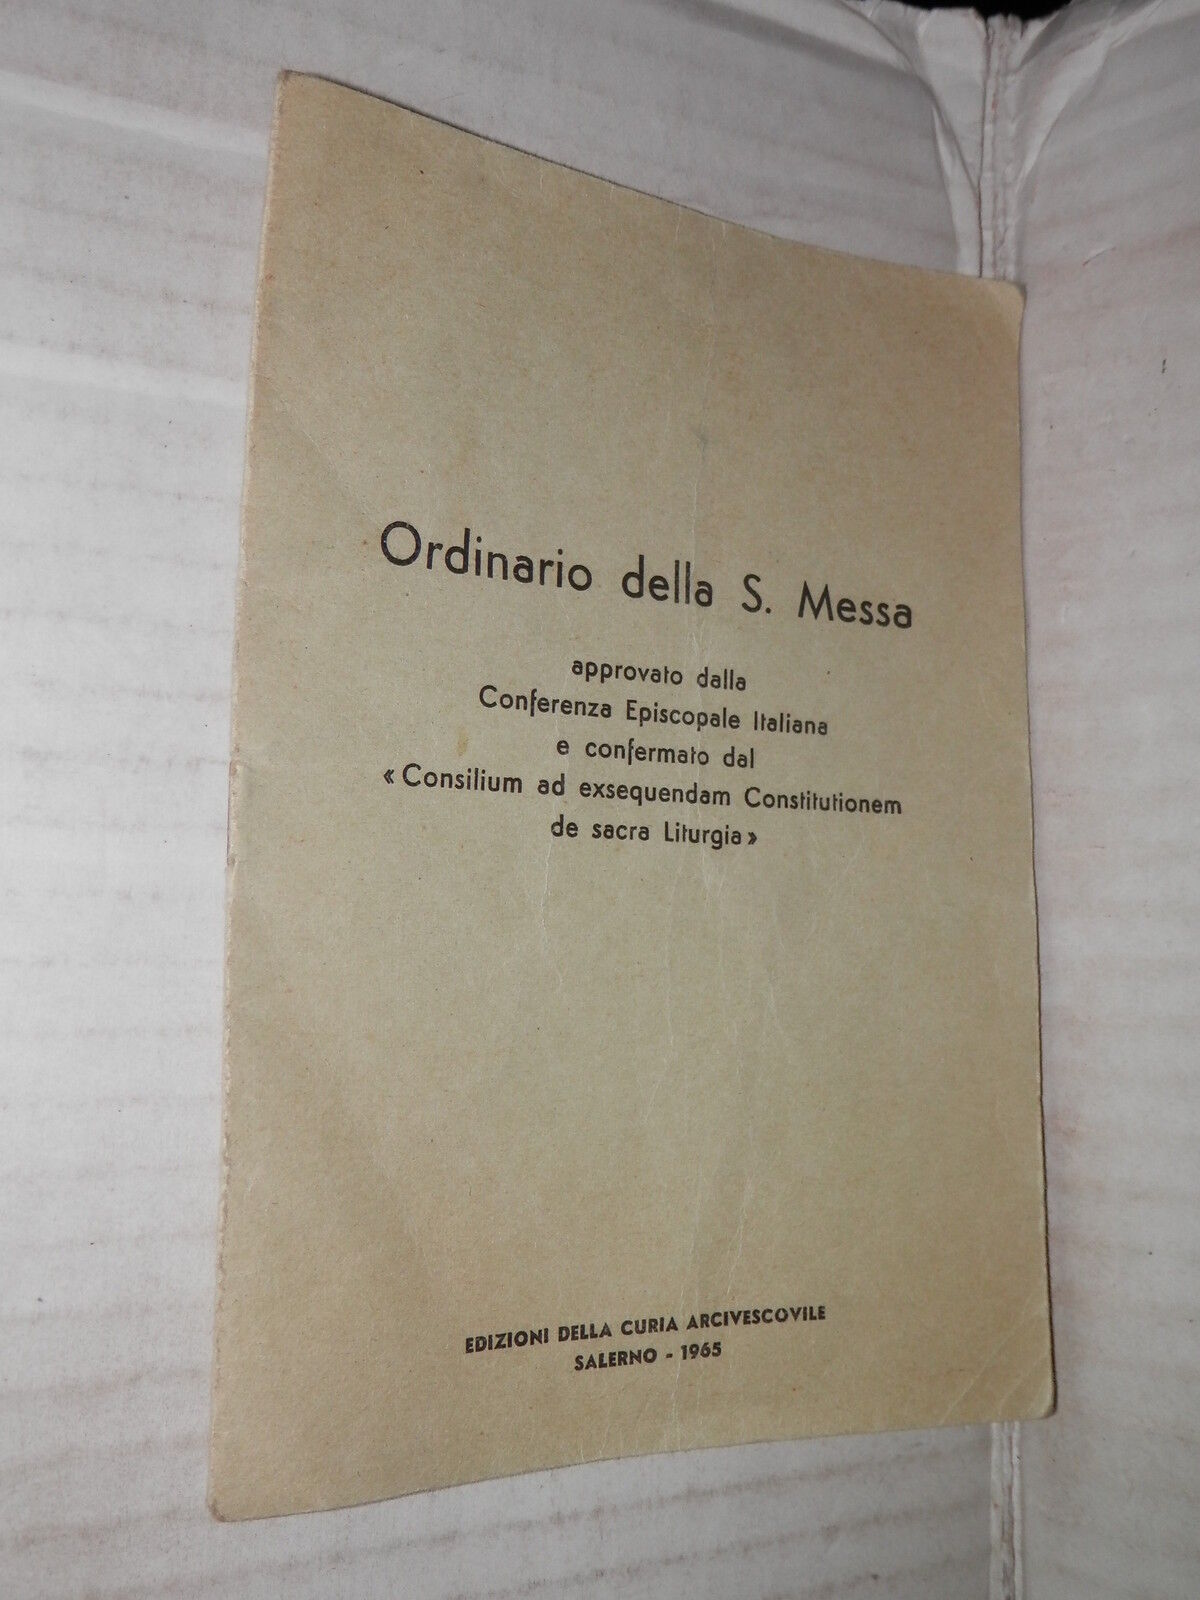 Ordinario della S. Messa
approvato dalla
Conferenza Episcopale Italiana
e confermato dal
« Consilium ad exsequendam Constitutionem
de sacra Liturgia »
EDIZIONI DELLA CURIA ARCIVESCOVILE
SALERNO - 1965